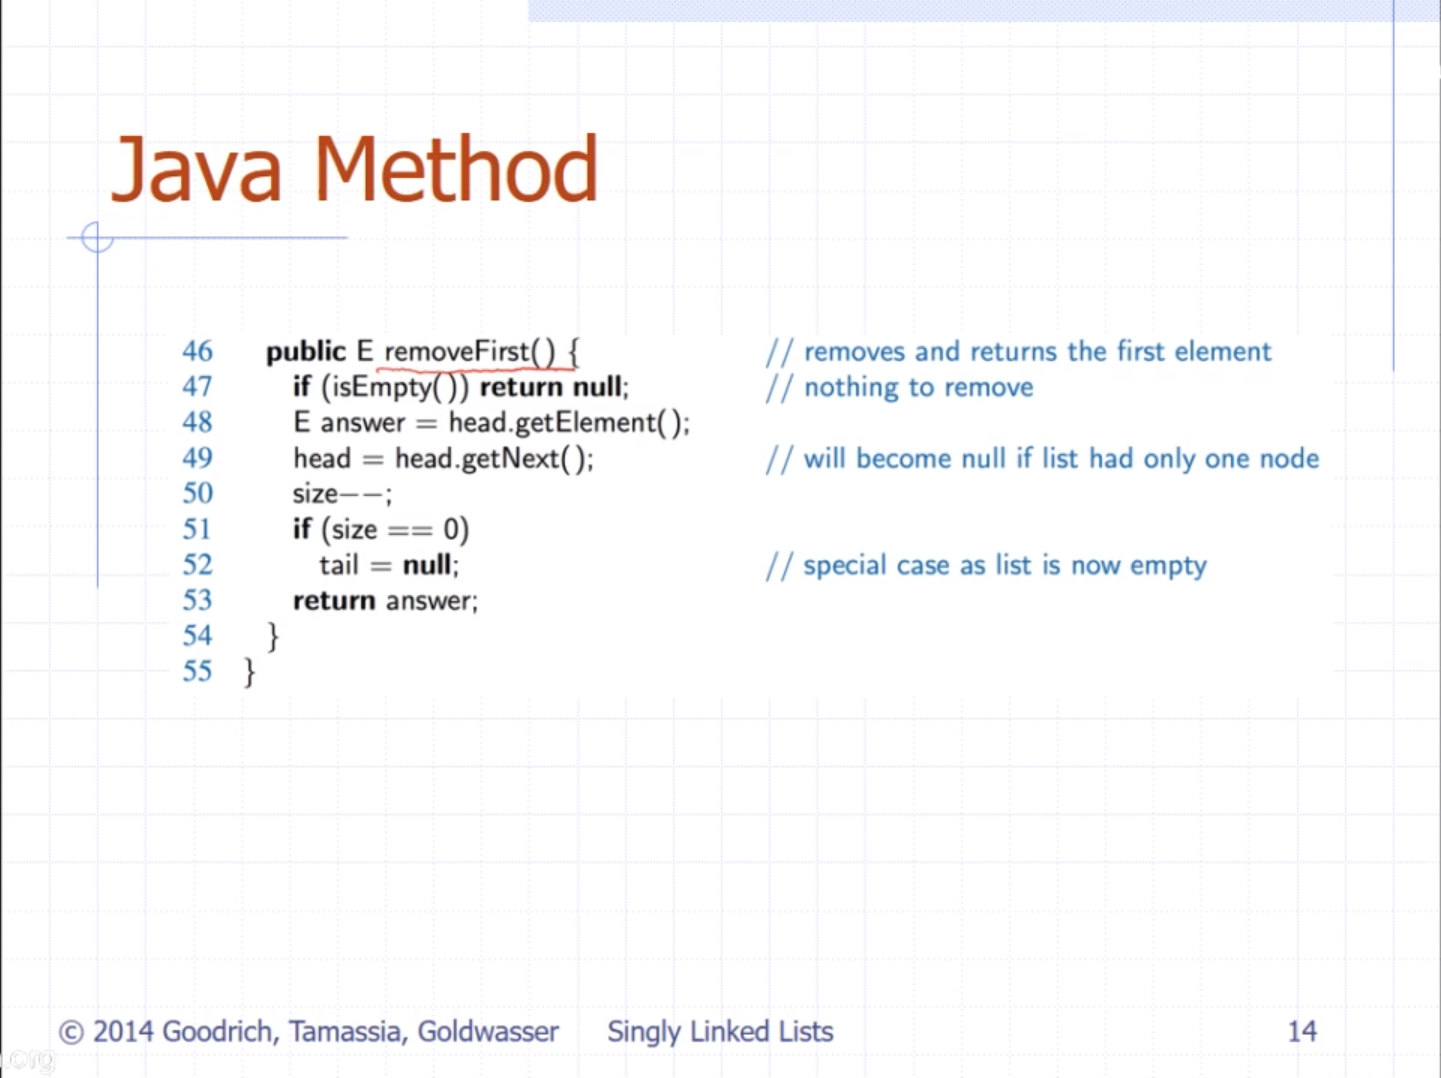 Java Method
46 public E removeFirst() { // removes and returns the first element
47 if (isEmpty()) return null; // nothing to remove
48 E answer = head.getElement();
49 head = head.getNext(); // will become null if list had only one node
50 size−−;
51 if (size == 0)
52 tail = null; // special case as list is now empty
53 return answer;
54 }
55 }
© 2014 Goodrich, Tamassia, Goldwasser Singly Linked Lists 14
.org